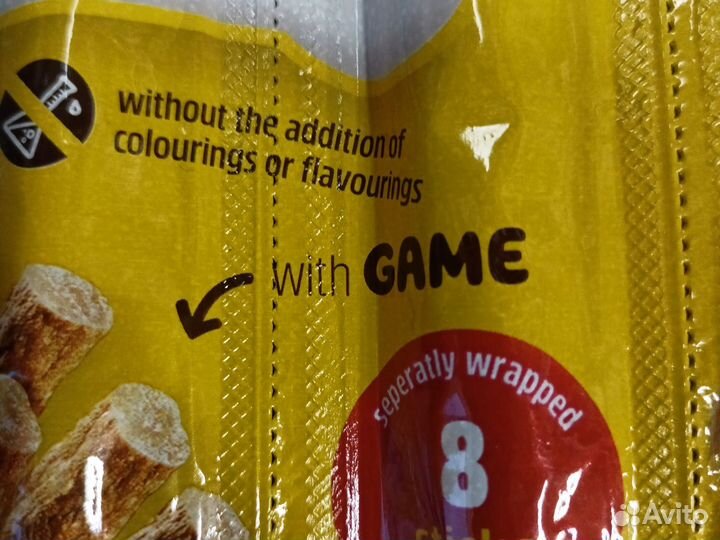 without the addition of
colourings or flavourings
with GAME
seperatly wrapped
8
Avito